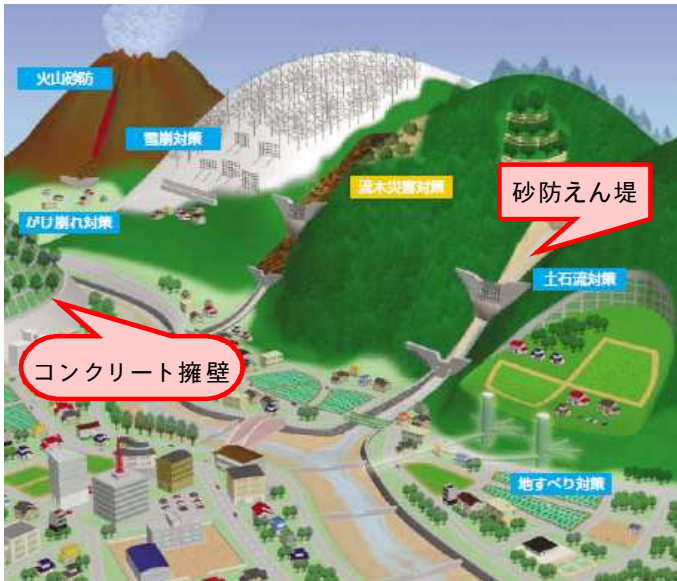 火山砂防
雪崩対策
流木災害対策
砂防えん堤
がけ崩れ対策
土石流対策
コンクリート擁壁
地すべり対策